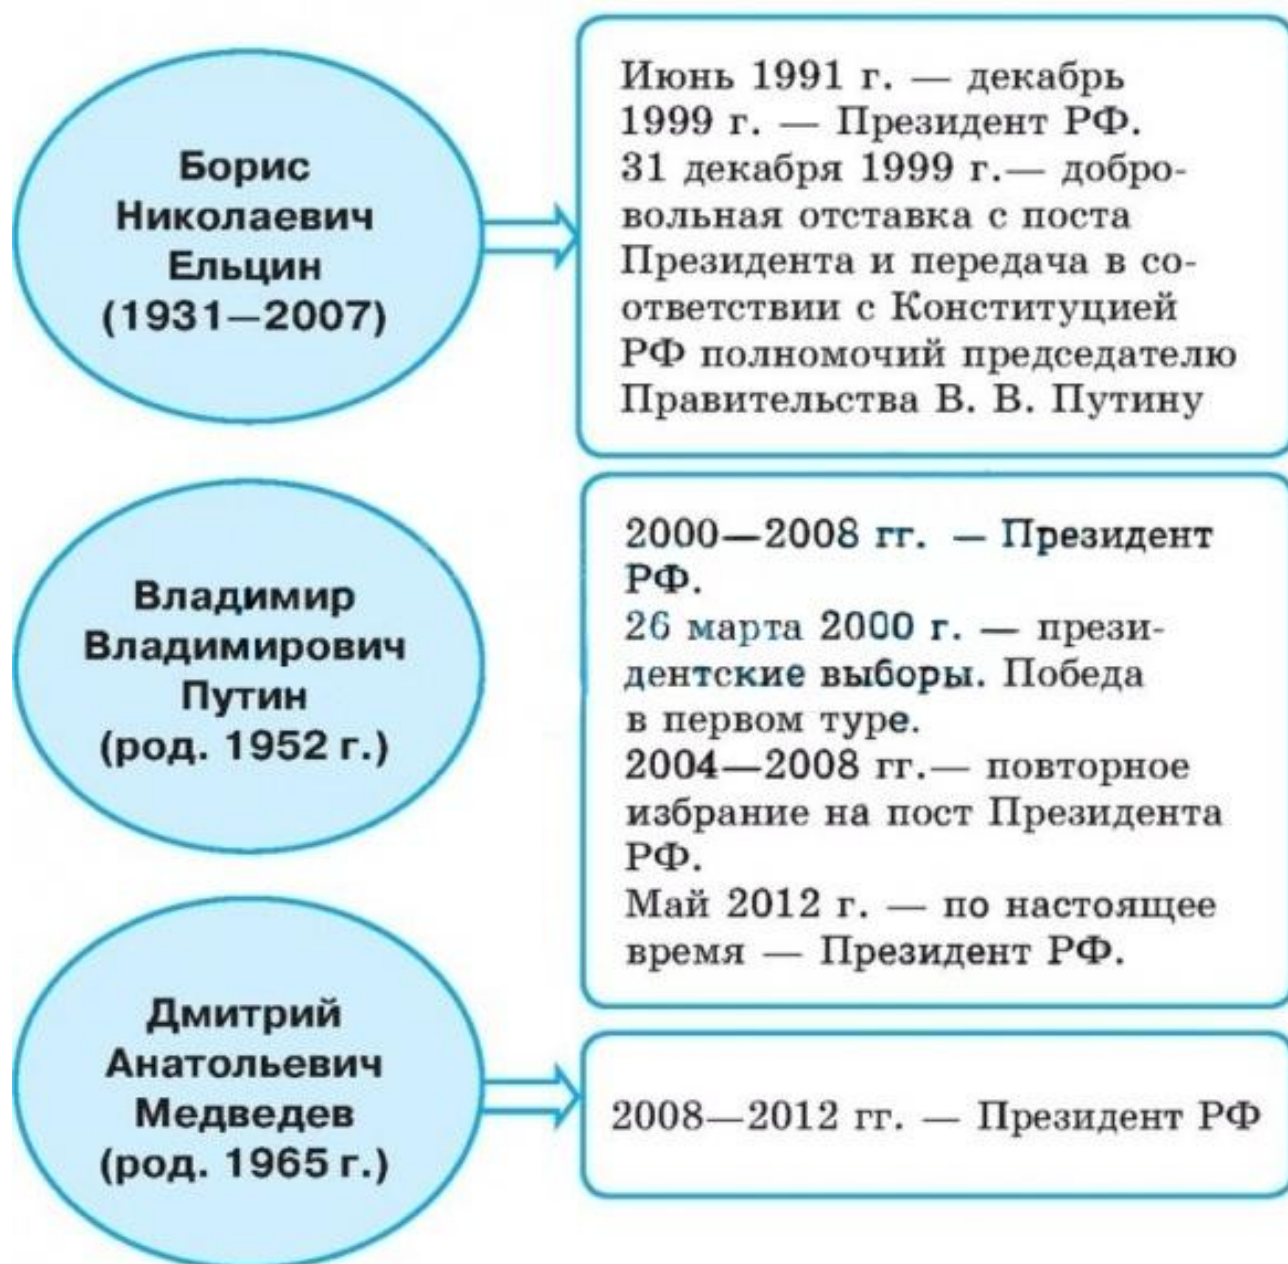 Борис
Николаевич
Ельцин
(1931—2007)
Июнь 1991 г. — декабрь
1999 г. — Президент РФ.
31 декабря 1999 г.— добро-
вольная отставка с поста
Президента и передача в со-
ответствии с Конституцией
РФ полномочий председателю
Правительства В. В. Путину
Владимир
Владимирович
Путин
(род. 1952 г.)
2000—2008 гг. — Президент
РФ.
26 марта 2000 г. — прези-
дентские выборы. Победа
в первом туре.
2004—2008 гг.— повторное
избрание на пост Президента
РФ.
Май 2012 г. — по настоящее
время — Президент РФ.
Дмитрий
Анатольевич
Медведев
(род. 1965 г.)
2008—2012 гг. — Президент РФ